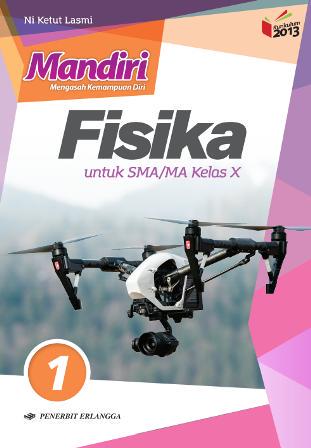 Ni Ketut Lasmi
Kurikulum
2013
Mandiri
Mengasah Kemampuan Diri
Fisika
untuk SMA/MA Kelas X
1
PENERBIT ERLANGGA